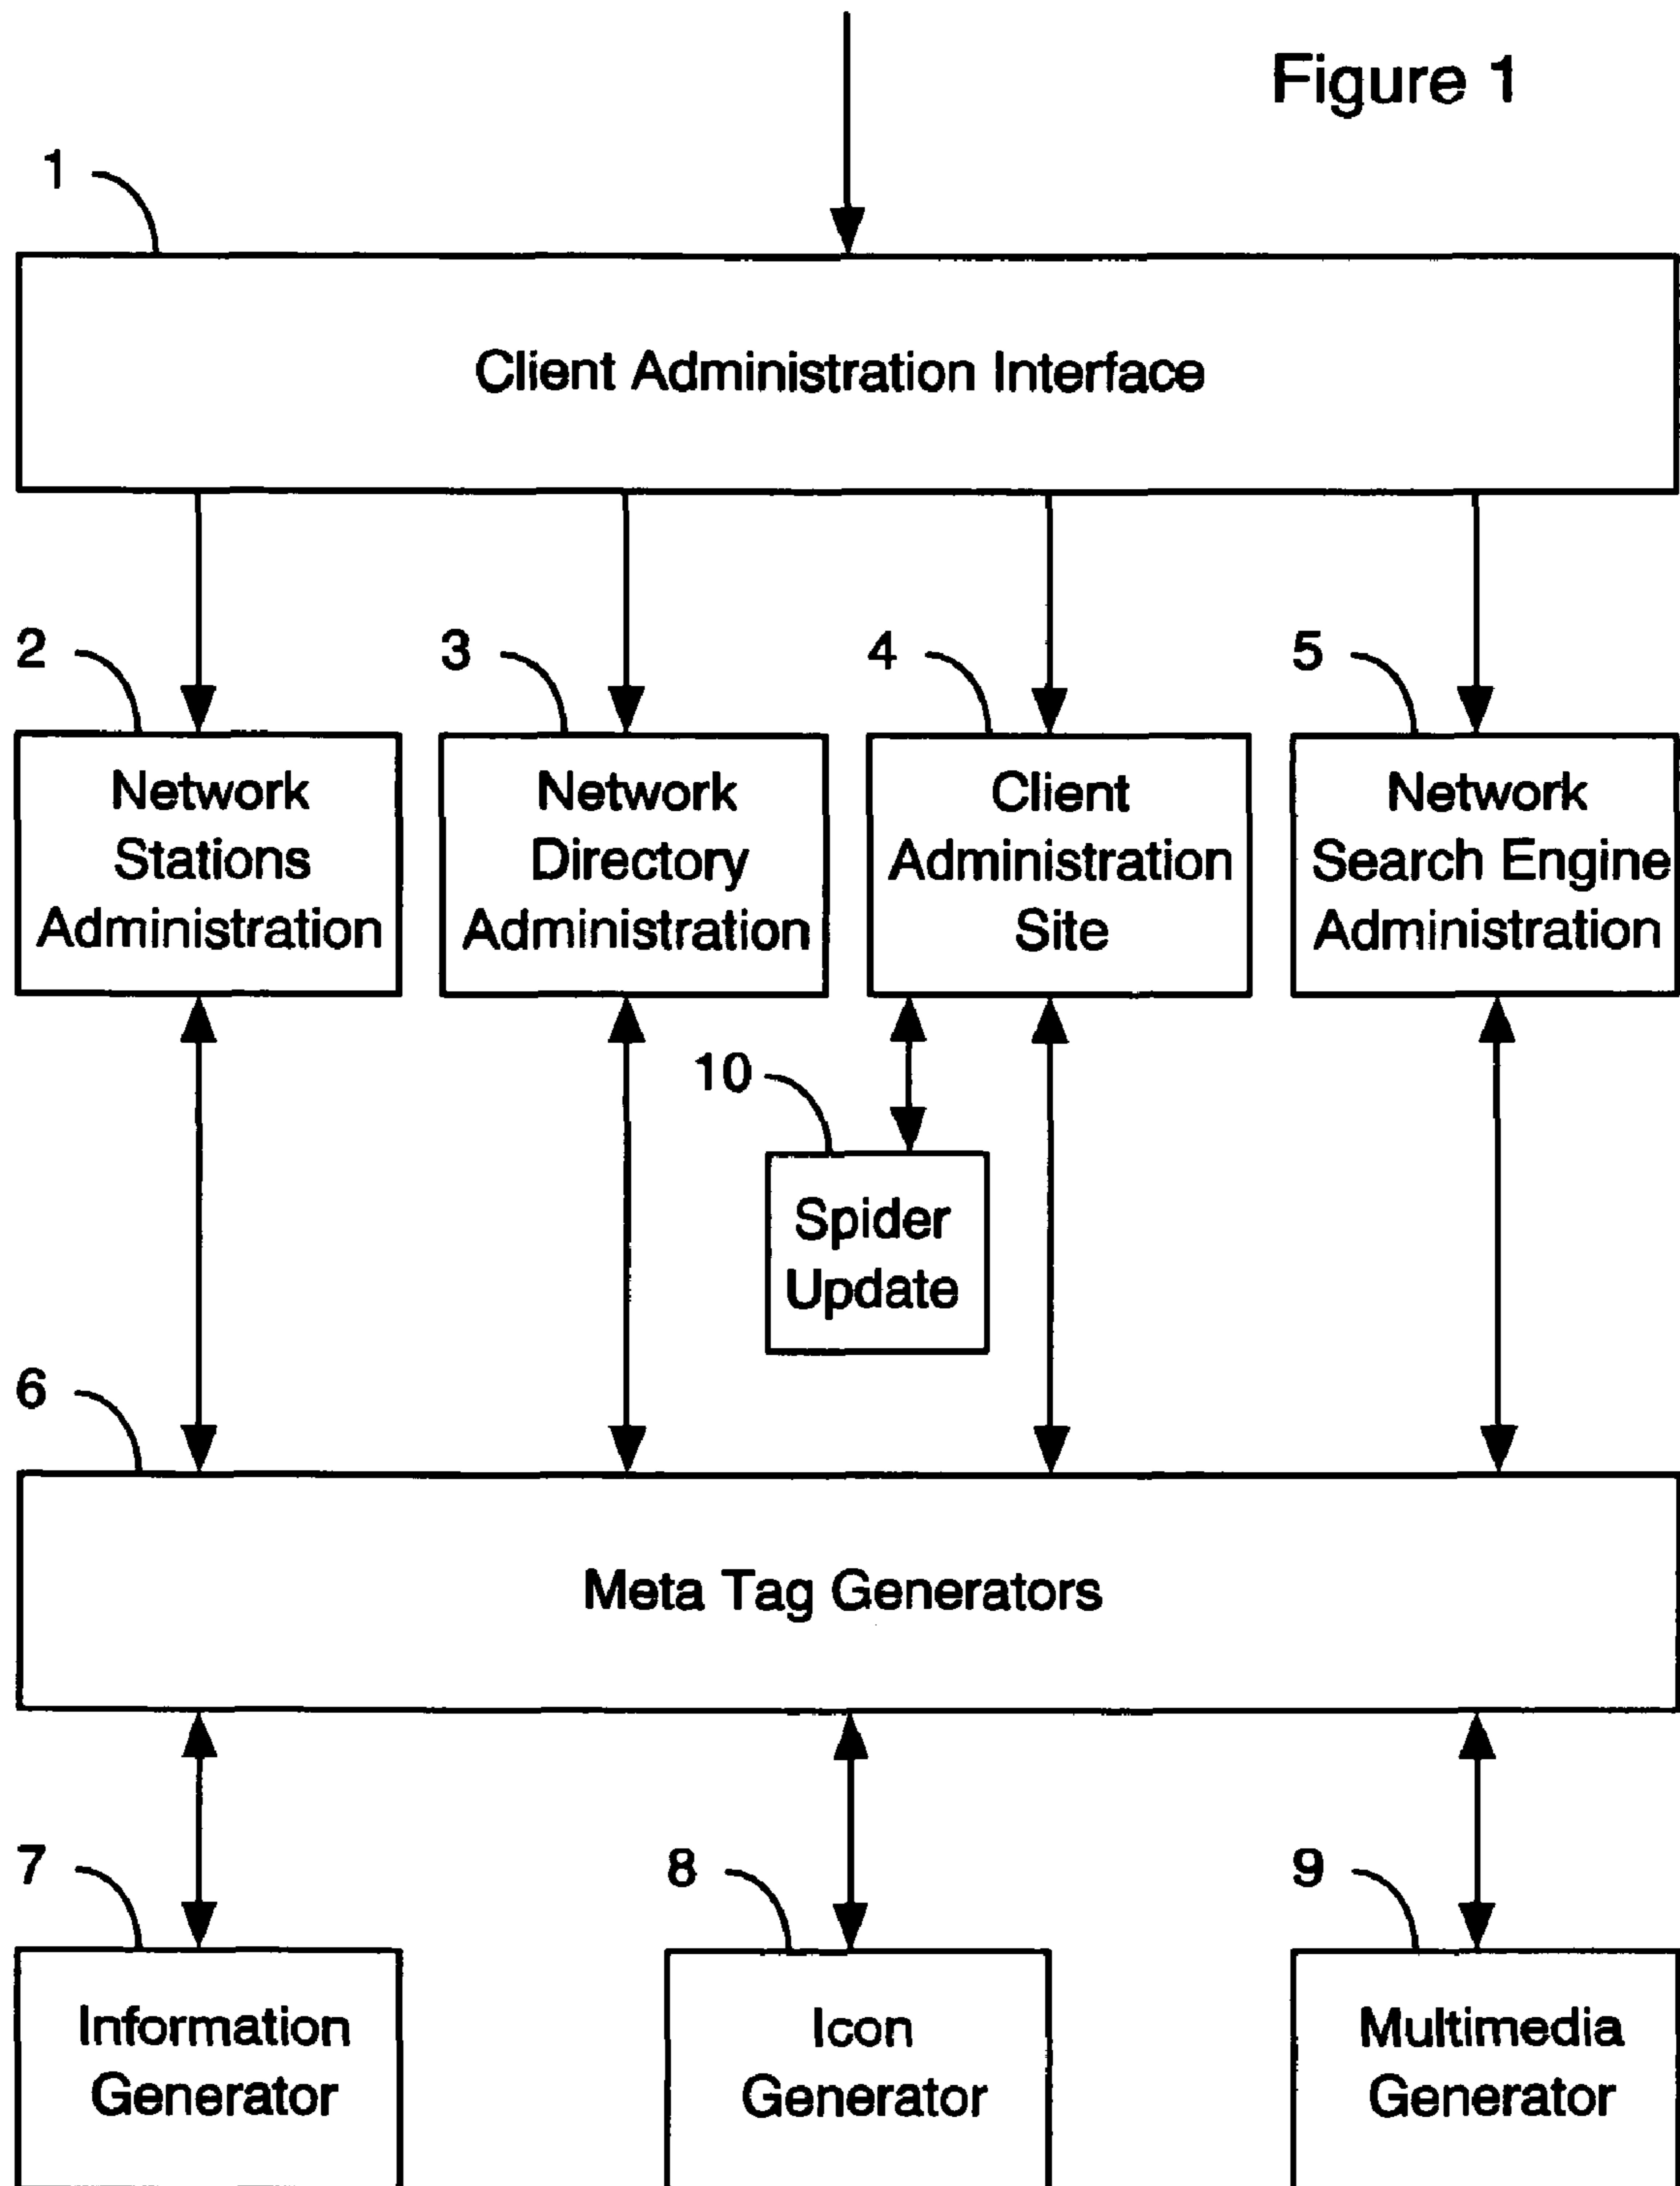 Figure 1
1
Client Administration Interface
2
3
4
5
Network
Stations
Administration
Network
Directory
Administration
Client
Administration
Site
Network
Search Engine
Administration
10
Spider
Update
6
Meta Tag Generators
7
8
9
Information
Generator
Icon
Generator
Multimedia
Generator